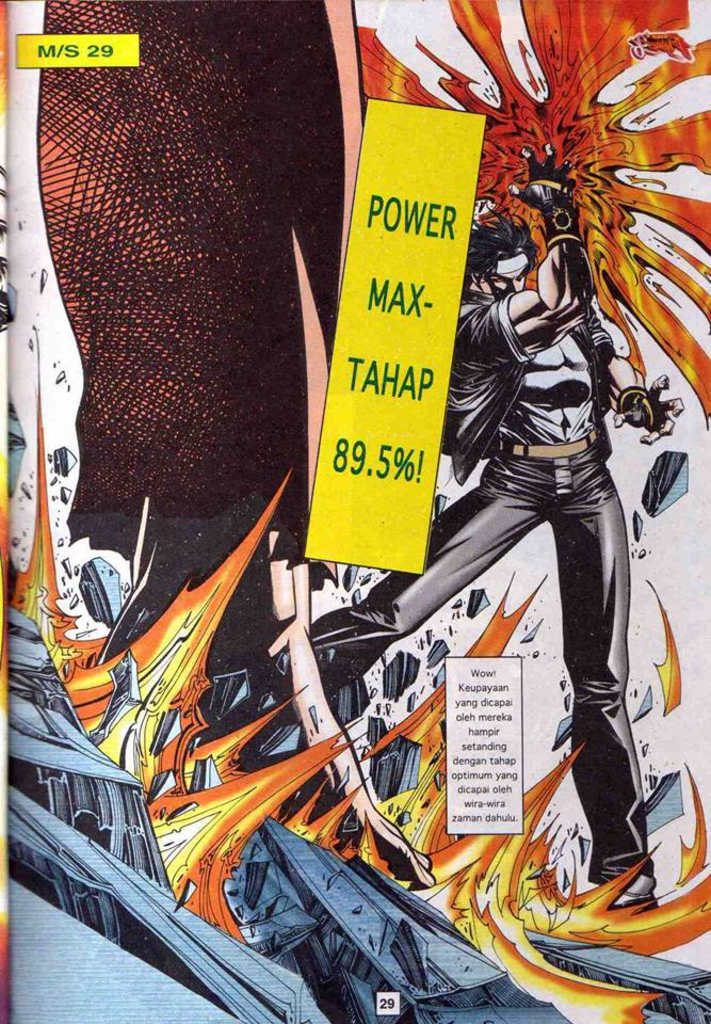 M/S 29
POWER
MAX-
TAHAP
89.5%!
Wow!
Keupayaan
yang dicapai
oleh mereka
hampir
setanding
dengan tahap
optimum yang
dicapai oleh
wira-wira
zaman dahulu.
29